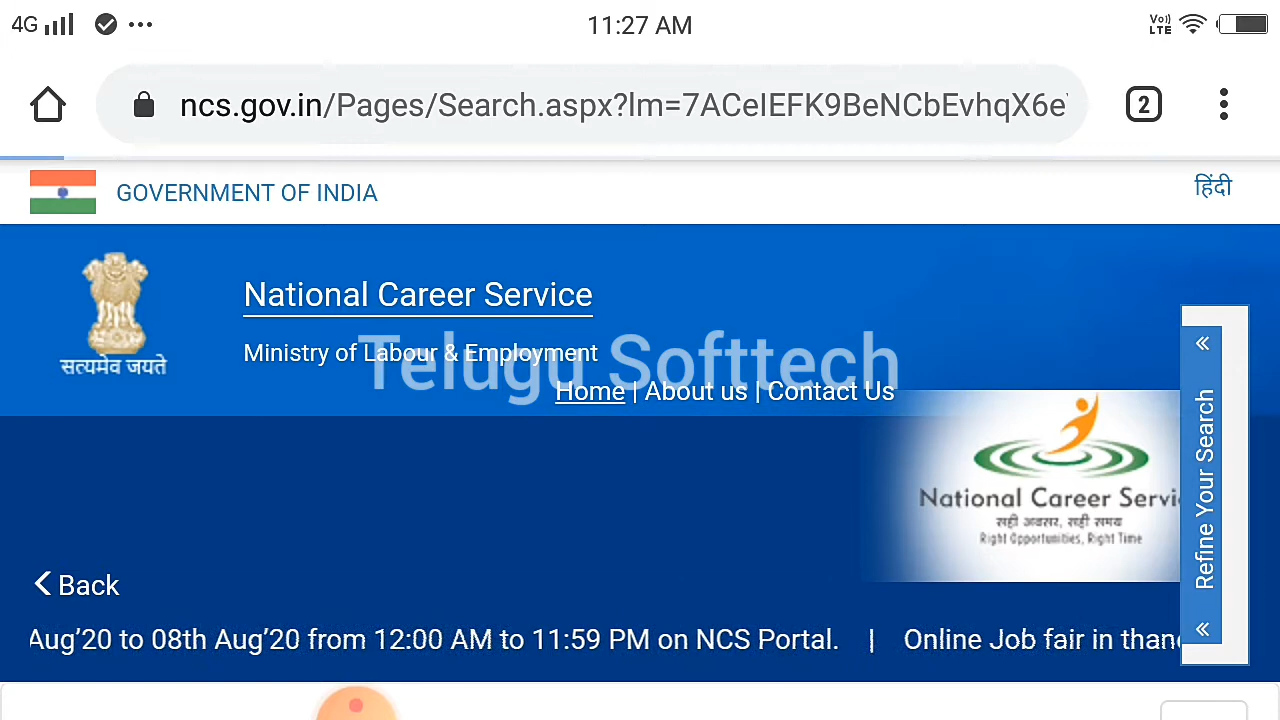 4G 11:27 AM Vo)) LTE
ncs.gov.in/Pages/Search.aspx?lm=7ACeIEFK9BeNCbEvhqX6e
2
GOVERNMENT OF INDIA
हिंदी
National Career Service
सत्यमेव जयते
Ministry of Labour & Employment
Telugu Softtech
Home | About us | Contact Us
National Career Servi
सही अवसर, सही समय
Right Opportunities, Right Time
Refine Your Search
Back
Aug’20 to 08th Aug’20 from 12:00 AM to 11:59 PM on NCS Portal. | Online Job fair in than